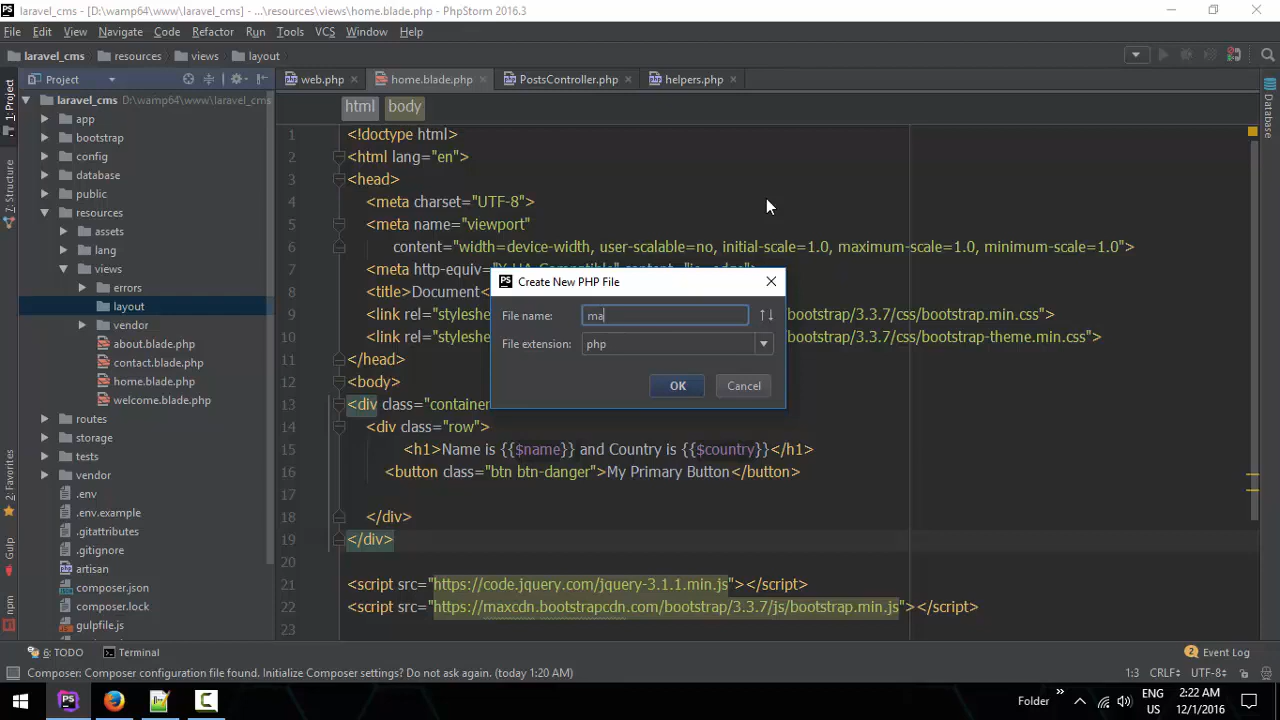 laravel_cms - [D:\wamp64\www\laravel_cms] - ...\resources\views\home.blade.php - PhpStorm 2016.3
File Edit View Navigate Code Refactor Run Tools VCS Window Help
laravel_cms resources views layout
Project
web.php home.blade.php PostsController.php helpers.php
html body
laravel_cms D:\wamp64\www\laravel_cms
app
bootstrap
config
database
public
resources
assets
lang
views
errors
layout
vendor
about.blade.php
contact.blade.php
home.blade.php
welcome.blade.php
routes
storage
tests
vendor
.env
.env.example
.gitattributes
.gitignore
artisan
composer.json
composer.lock
gulpfile.js
1: Project
7: Structure
2: Favorites
Gulp
npm
Database
1 <!doctype html>
2 <html lang="en">
3 <head>
4 <meta charset="UTF-8">
5 <meta name="viewport"
6 content="width=device-width, user-scalable=no, initial-scale=1.0, maximum-scale=1.0, minimum-scale=1.0">
7 <meta http-equiv=
8 <title>Document<
9 <link rel="styleshe bootstrap/3.3.7/css/bootstrap.min.css">
10 <link rel="styleshe bootstrap/3.3.7/css/bootstrap-theme.min.css">
11 </head>
12 <body>
13 <div class="container
14 <div class="row">
15 <h1>Name is {{$name}} and Country is {{$country}}</h1>
16 <button class="btn btn-danger">My Primary Button</button>
17
18 </div>
19 </div>
20
21 <script src="https://code.jquery.com/jquery-3.1.1.min.js"></script>
22 <script src="https://maxcdn.bootstrapcdn.com/bootstrap/3.3.7/js/bootstrap.min.js"></script>
23
Create New PHP File
File name: ma
File extension: php
OK Cancel
6: TODO Terminal 2 Event Log
Composer: Composer configuration file found. Initialize Composer settings? Do not ask again. (today 1:20 AM) 1:3 CRLF÷ UTF-8÷
Folder
ENG
US
2:22 AM
12/1/2016